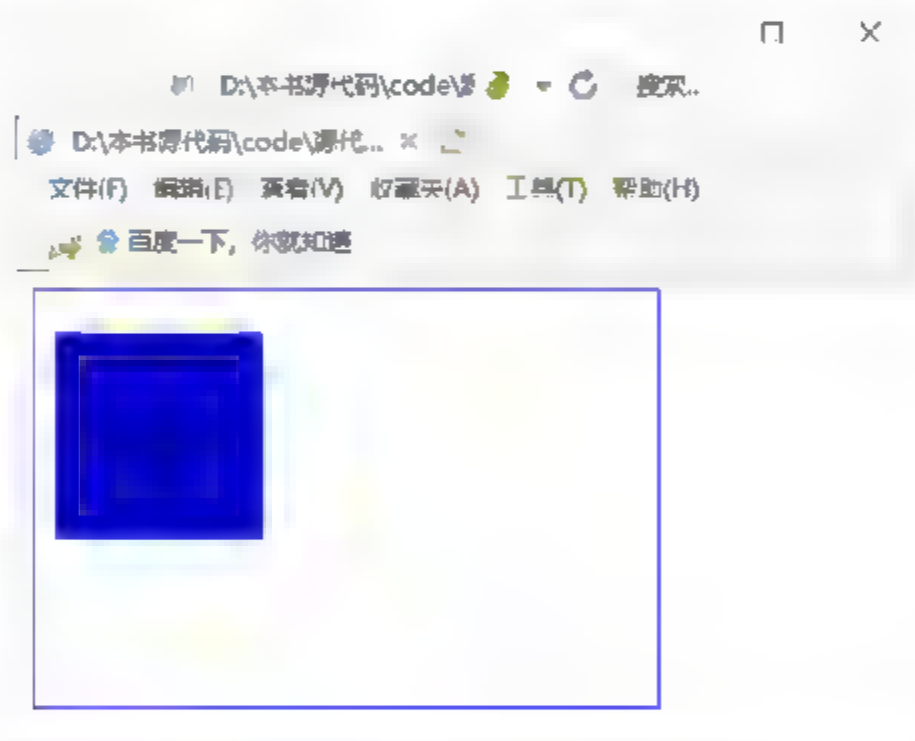 D:\本书源代码\code\源 搜索..
D:\本书源代码\code\源代...
文件(F) 编辑(E) 查看(V) 收藏夹(A) 工具(T) 帮助(H)
百度一下，你就知道